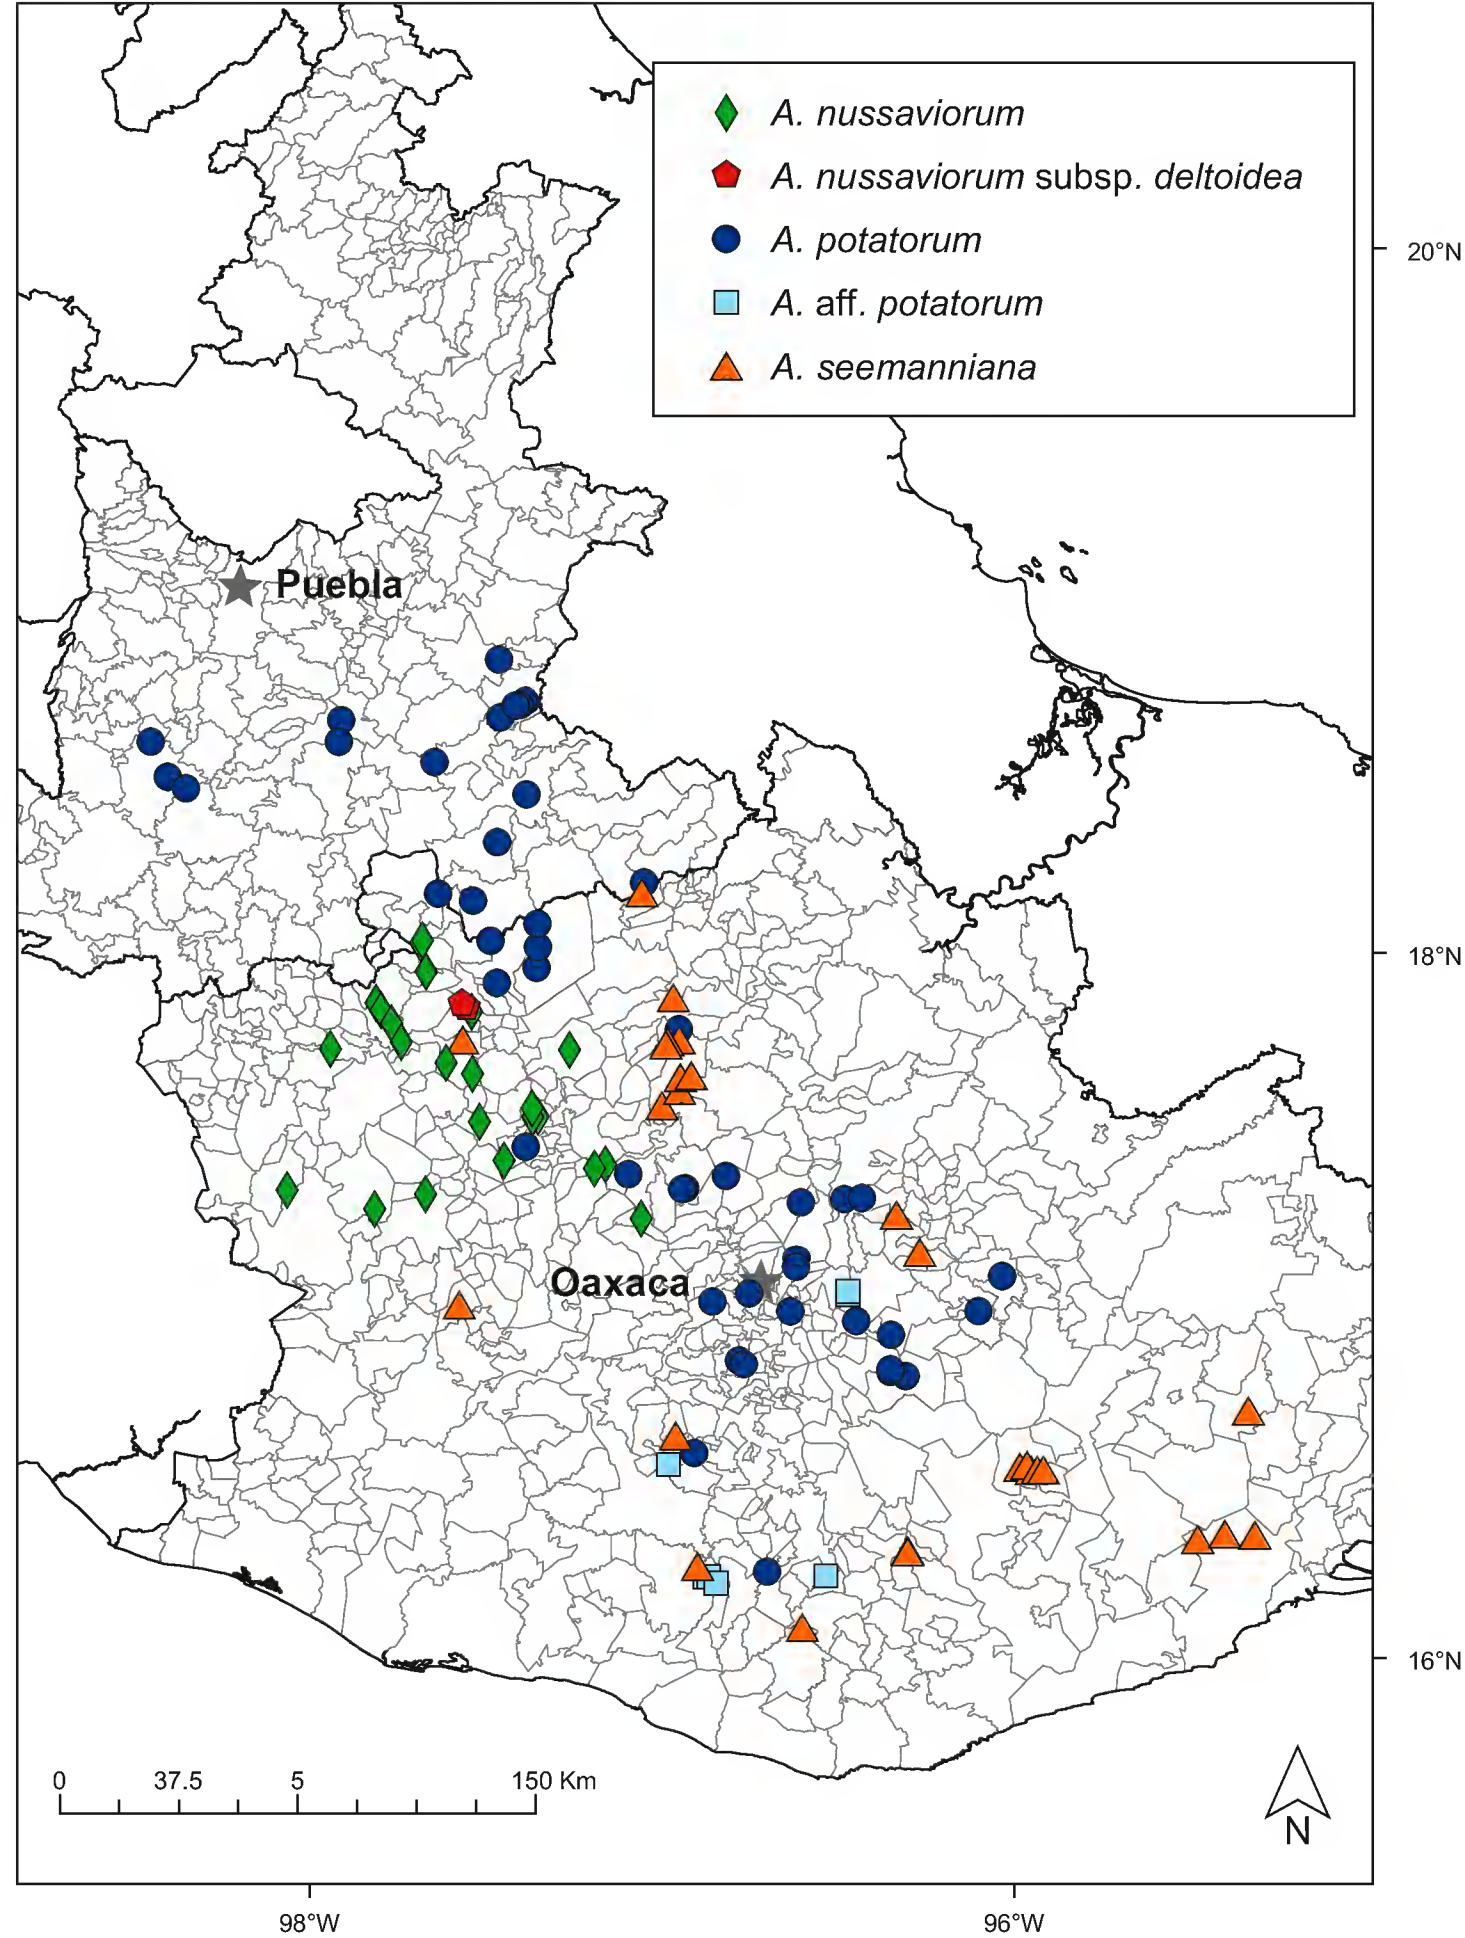 A. nussaviorum
A. nussaviorum subsp. deltoidea
A. potatorum
A. aff. potatorum
A. seemanniana
20°N
Puebla
18°N
Oaxaca
16°N
0 37.5 5 150 Km
N
98°W 96°W